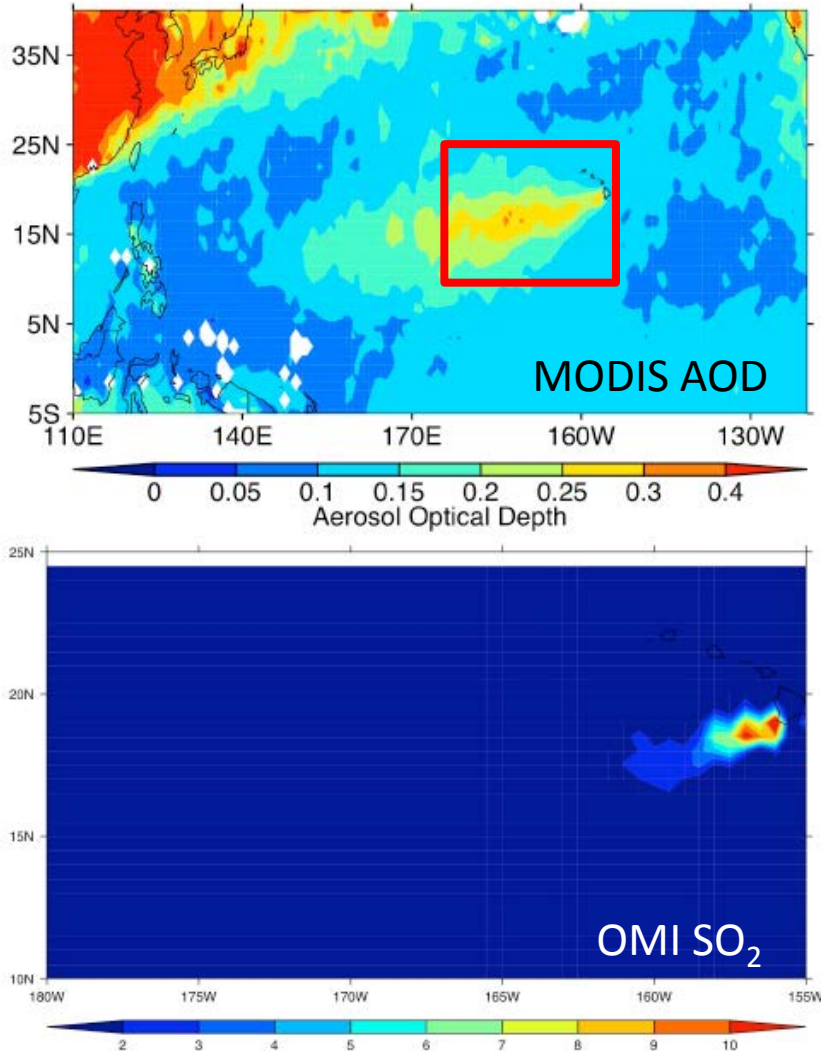 35N
25N
15N
5N
5S
MODIS AOD
110E 140E 170E 160W 130W
0 0.05 0.1 0.15 0.2 0.25 0.3 0.4
Aerosol Optical Depth
25N
20N
15N
10N
OMI SO₂
180W 175W 170W 165W 160W 155W
2 3 4 5 6 7 8 9 10